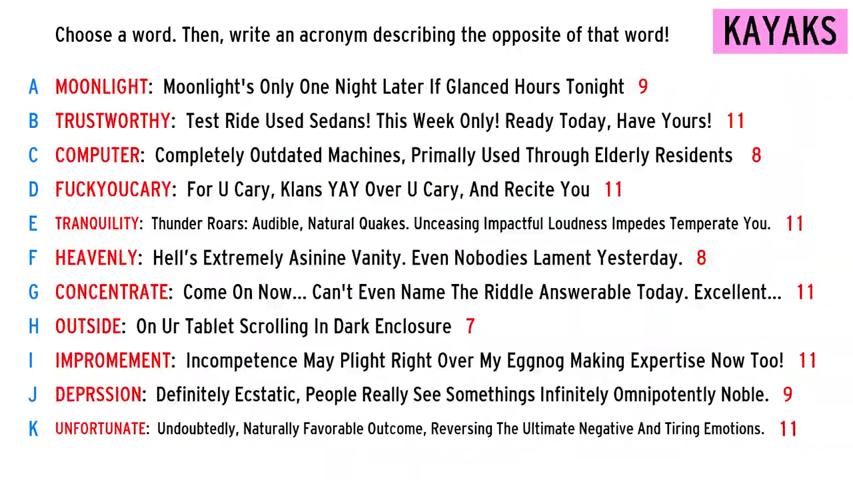 Choose a word. Then, write an acronym describing the opposite of that word!
KAYAKS
A MOONLIGHT: Moonlight's Only One Night Later If Glanced Hours Tonight 9
B TRUSTWORTHY: Test Ride Used Sedans! This Week Only! Ready Today, Have Yours! 11
C COMPUTER: Completely Outdated Machines, Primally Used Through Elderly Residents 8
D FUCKYOUCARY: For U Cary, Klans YAY Over U Cary, And Recite You 11
E TRANQUILITY: Thunder Roars: Audible, Natural Quakes. Unceasing Impactful Loudness Impedes Temperate You. 11
F HEAVENLY: Hell's Extremely Asinine Vanity. Even Nobodies Lament Yesterday. 8
G CONCENTRATE: Come On Now... Can't Even Name The Riddle Answerable Today. Excellent... 11
H OUTSIDE: On Ur Tablet Scrolling In Dark Enclosure 7
I IMPROMEMENT: Incompetence May Plight Right Over My Eggnog Making Expertise Now Too! 11
J DEPRSSION: Definitely Ecstatic, People Really See Somethings Infinitely Omnipotently Noble. 9
K UNFORTUNATE: Undoubtedly, Naturally Favorable Outcome, Reversing The Ultimate Negative And Tiring Emotions. 11